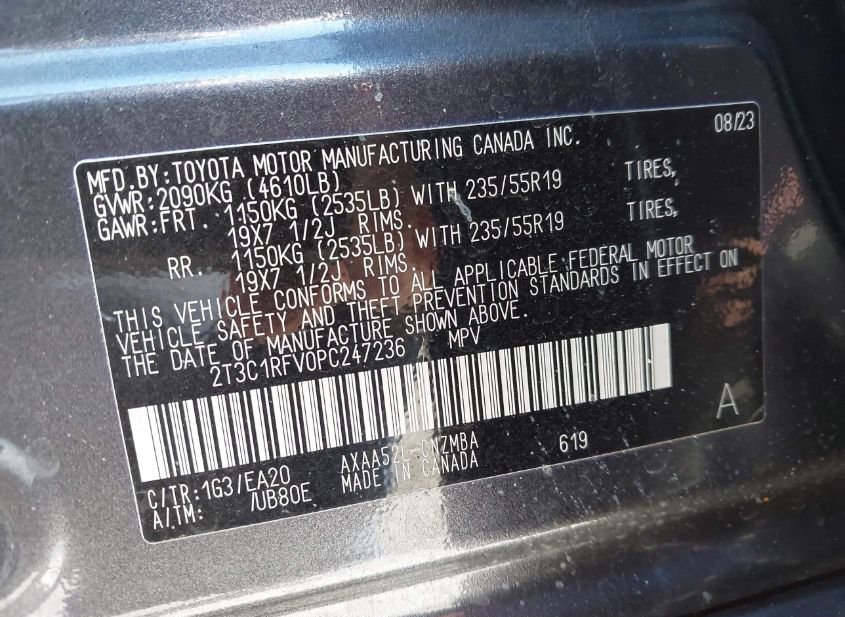 08/23
MFD.BY:TOYOTA MOTOR MANUFACTURING CANADA INC.
GVWR:2090KG (4610LB)
GAWR:FRT. 1150KG (2535LB) WITH 235/55R19 TIRES,
19X7 1/2J RIMS.
RR. 1150KG (2535LB) WITH 235/55R19 TIRES,
19X7 1/2J RIMS.
THIS VEHICLE CONFORMS TO ALL APPLICABLE FEDERAL MOTOR
VEHICLE SAFETY AND THEFT PREVENTION STANDARDS IN EFFECT ON
THE DATE OF MANUFACTURE SHOWN ABOVE.
2T3C1RFV0PC247236 MPV
A
C/TR:1G3/EA20 AXAA52L-CNZMBA 619
A/TM: /UB80E MADE IN CANADA